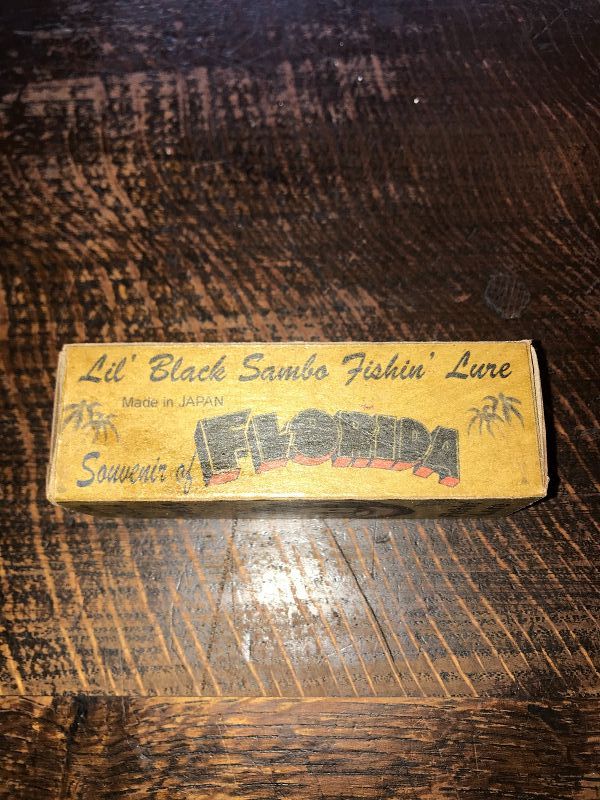 Lil' Black Sambo Fishin' Lure
Made in JAPAN
Souvenir of FLORIDA